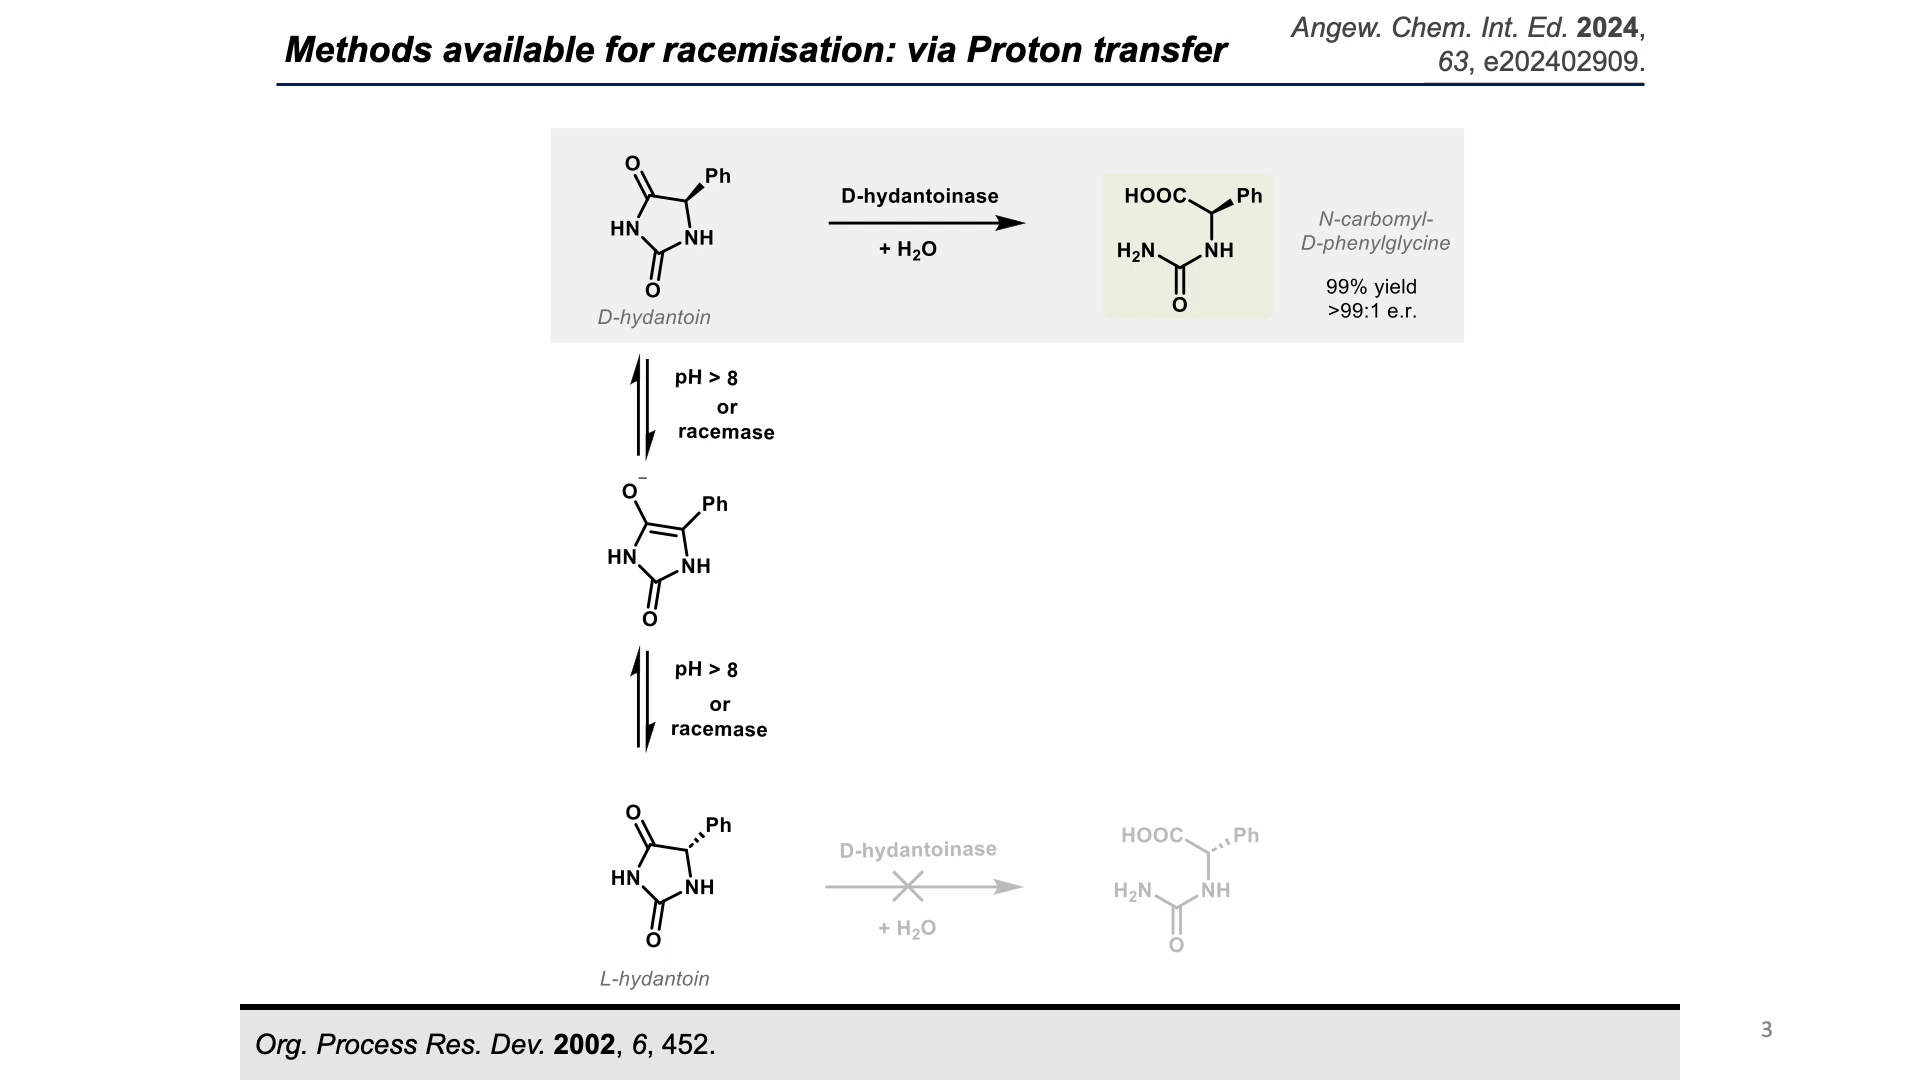 Methods available for racemisation: via Proton transfer
Angew. Chem. Int. Ed. 2024,
63, e202402909.
O
Ph
HN
NH
O
D-hydantoin
D-hydantoinase
+ H2O
HOOC
Ph
H2N
NH
O
N-carbomyl-
D-phenylglycine
99% yield
>99:1 e.r.
pH > 8
or
racemase
O−
Ph
HN
NH
O
pH > 8
or
racemase
O
Ph
HN
NH
O
L-hydantoin
D-hydantoinase
+ H2O
HOOC
Ph
H2N
NH
O
Org. Process Res. Dev. 2002, 6, 452.
3